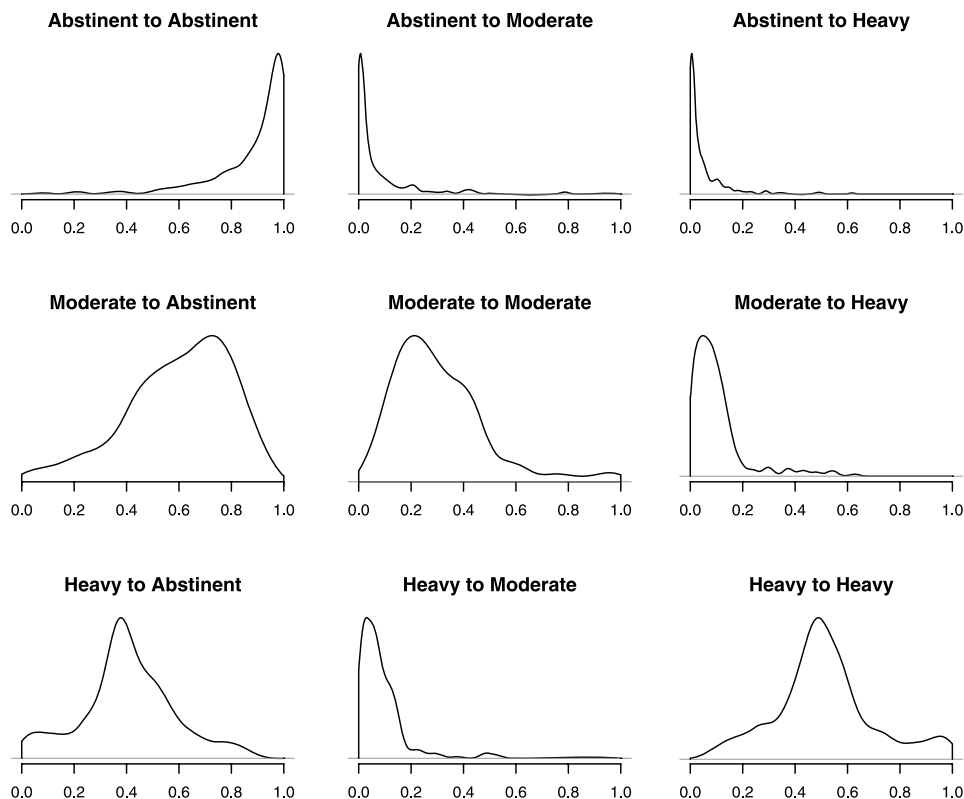 Abstinent to Abstinent
Abstinent to Moderate
Abstinent to Heavy
0.0 0.2 0.4 0.6 0.8 1.0
0.0 0.2 0.4 0.6 0.8 1.0
0.0 0.2 0.4 0.6 0.8 1.0
Moderate to Abstinent
Moderate to Moderate
Moderate to Heavy
0.0 0.2 0.4 0.6 0.8 1.0
0.0 0.2 0.4 0.6 0.8 1.0
0.0 0.2 0.4 0.6 0.8 1.0
Heavy to Abstinent
Heavy to Moderate
Heavy to Heavy
0.0 0.2 0.4 0.6 0.8 1.0
0.0 0.2 0.4 0.6 0.8 1.0
0.0 0.2 0.4 0.6 0.8 1.0